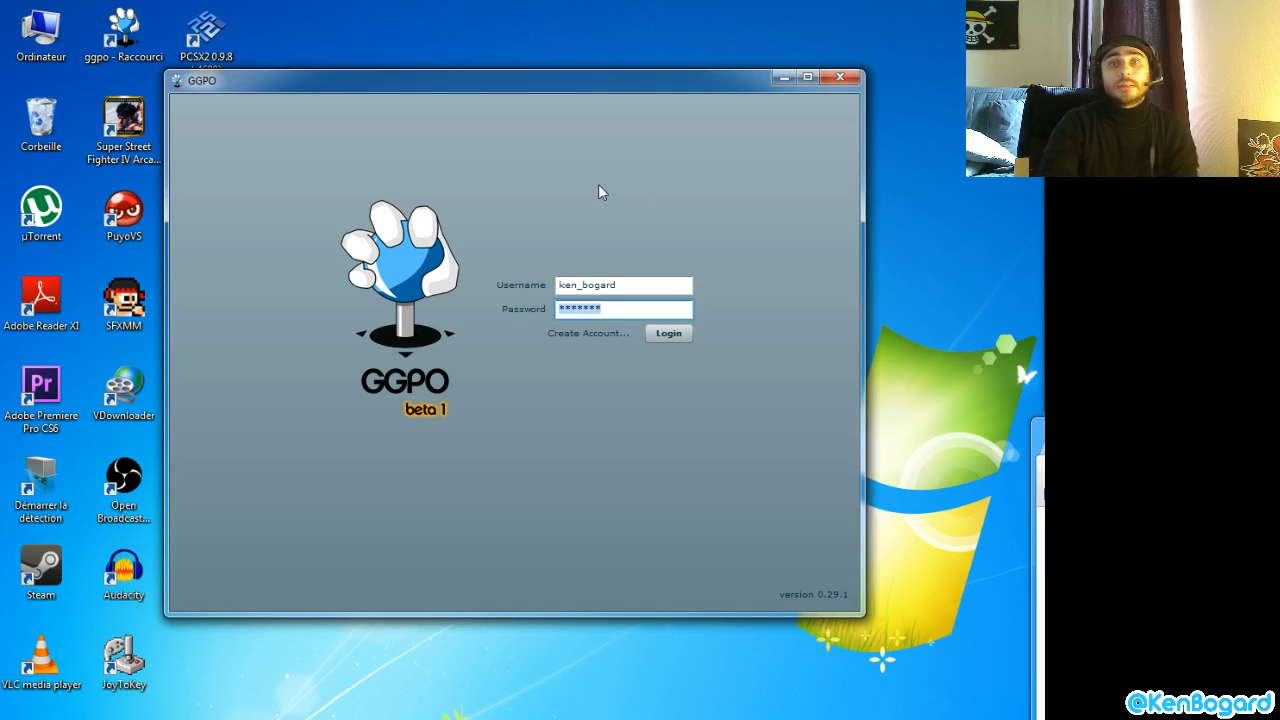 Ordinateur
ggpo - Raccourci
PCSX2 0.9.8
GGPO
Corbeille
Super Street
Fighter IV Arca...
µTorrent
PuyoVS
Username
ken_bogard
Password
*******
Create Account...
Login
Adobe Reader XI
SFXMM
GGPO
beta 1
Pr
Adobe Premiere
Pro CS6
VDownloader
Démarrer la
détection
Open
Broadcast...
Steam
Audacity
version 0.29.1
VLC media player
JoyToKey
@KenBogard